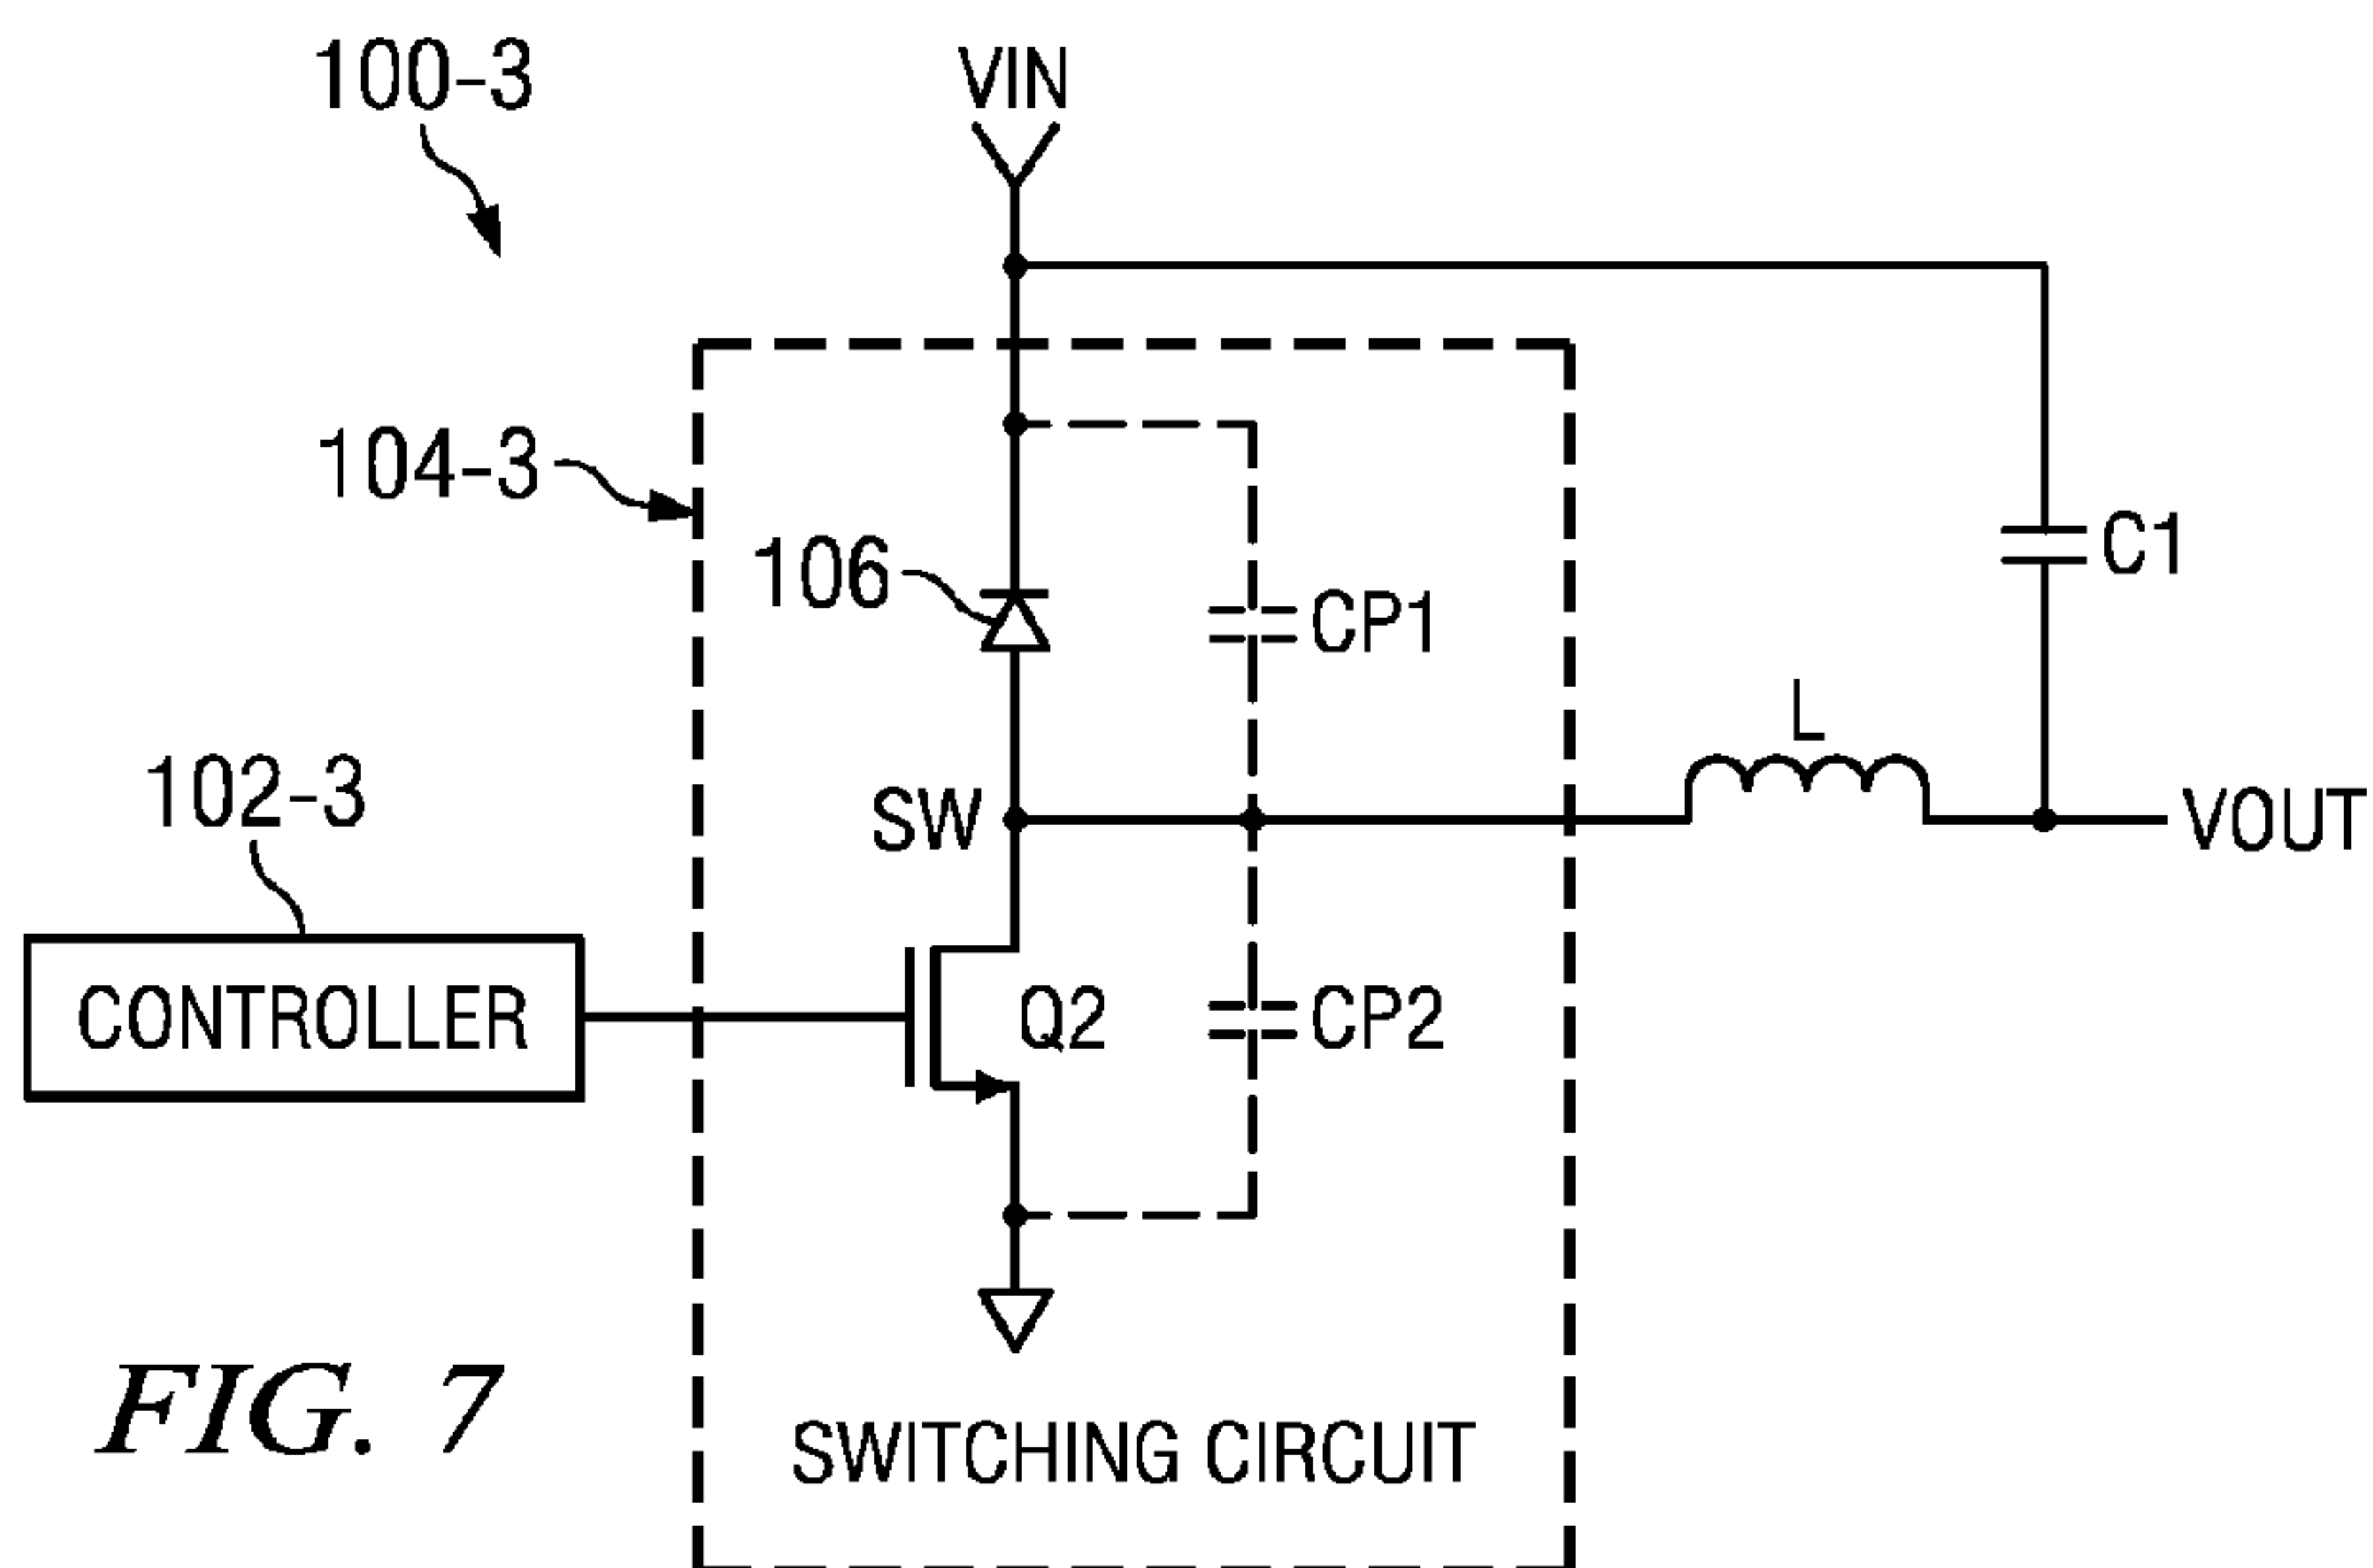 100-3
VIN
104-3
106
CP1
C1
L
102-3
SW
VOUT
CONTROLLER
Q2
CP2
FIG. 7
SWITCHING CIRCUIT